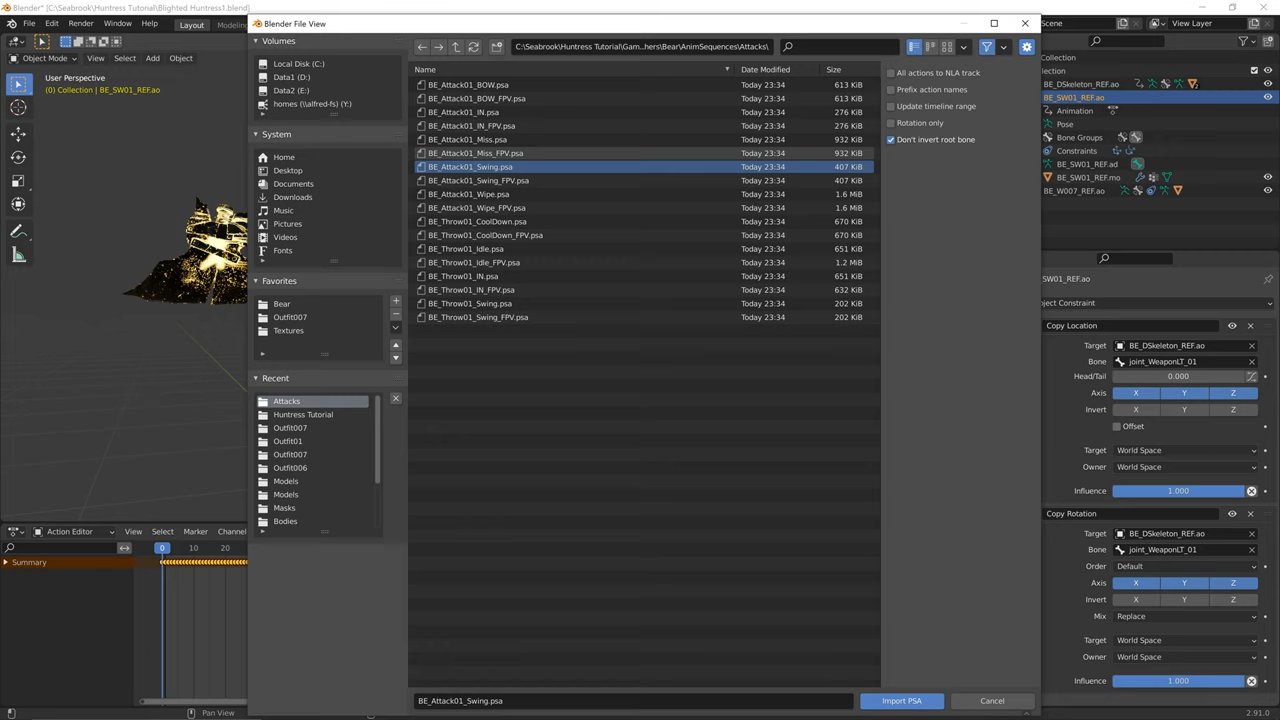 Blender* [C:\Seabrook\Huntress Tutorial\Blighted Huntress1.blend]
File Edit Render Window Help Layout Modeling
Scene
Blender File View
Volumes
Local Disk (C:)
Data1 (D:)
Data2 (E:)
homes (\\alfred-fs) (Y:)
System
Home
Desktop
Documents
Downloads
Music
Pictures
Videos
Fonts
Favorites
Bear
Outfit007
Textures
Recent
Attacks
Huntress Tutorial
Outfit007
Outfit01
Outfit007
Outfit006
Models
Models
Masks
Bodies
C:\Seabrook\Huntress Tutorial\Gam...hers\Bear\AnimSequences\Attacks\
Name Date Modified Size
BE_Attack01_BOW.psa Today 23:34 613 KiB
BE_Attack01_BOW_FPV.psa Today 23:34 613 KiB
BE_Attack01_IN.psa Today 23:34 276 KiB
BE_Attack01_IN_FPV.psa Today 23:34 276 KiB
BE_Attack01_Miss.psa Today 23:34 932 KiB
BE_Attack01_Miss_FPV.psa Today 23:34 932 KiB
BE_Attack01_Swing.psa Today 23:34 407 KiB
BE_Attack01_Swing_FPV.psa Today 23:34 407 KiB
BE_Attack01_Wipe.psa Today 23:34 1.6 MiB
BE_Attack01_Wipe_FPV.psa Today 23:34 1.6 MiB
BE_Throw01_CoolDown.psa Today 23:34 670 KiB
BE_Throw01_CoolDown_FPV.psa Today 23:34 670 KiB
BE_Throw01_Idle.psa Today 23:34 651 KiB
BE_Throw01_Idle_FPV.psa Today 23:34 1.2 MiB
BE_Throw01_IN.psa Today 23:34 651 KiB
BE_Throw01_IN_FPV.psa Today 23:34 632 KiB
BE_Throw01_Swing.psa Today 23:34 202 KiB
BE_Throw01_Swing_FPV.psa Today 23:34 202 KiB
All actions to NLA track
Prefix action names
Update timeline range
Rotation only
Don't invert root bone
BE_Attack01_Swing.psa
Import PSA Cancel
Object Mode View Select Add Object
User Perspective
(0) Collection | BE_SW01_REF.ao
Action Editor View Select Marker Channel
0 10 20
Summary
Pan View
Collection
llection
BE_DSkeleton_REF.ao
2
BE_SW01_REF.ao
Animation
Pose
Bone Groups
Constraints
BE_SW01_REF.ad
BE_SW01_REF.mo
BE_W007_REF.ao
SW01_REF.ao
oject Constraint
Copy Location
Target BE_DSkeleton_REF.ao
Bone joint_WeaponLT_01
Head/Tail 0.000
Axis X Y Z
Invert X Y Z
Offset
Target World Space
Owner World Space
Influence 1.000
Copy Rotation
Target BE_DSkeleton_REF.ao
Bone joint_WeaponLT_01
Order Default
Axis X Y Z
Invert X Y Z
Mix Replace
Target World Space
Owner World Space
Influence 1.000
2.91.0